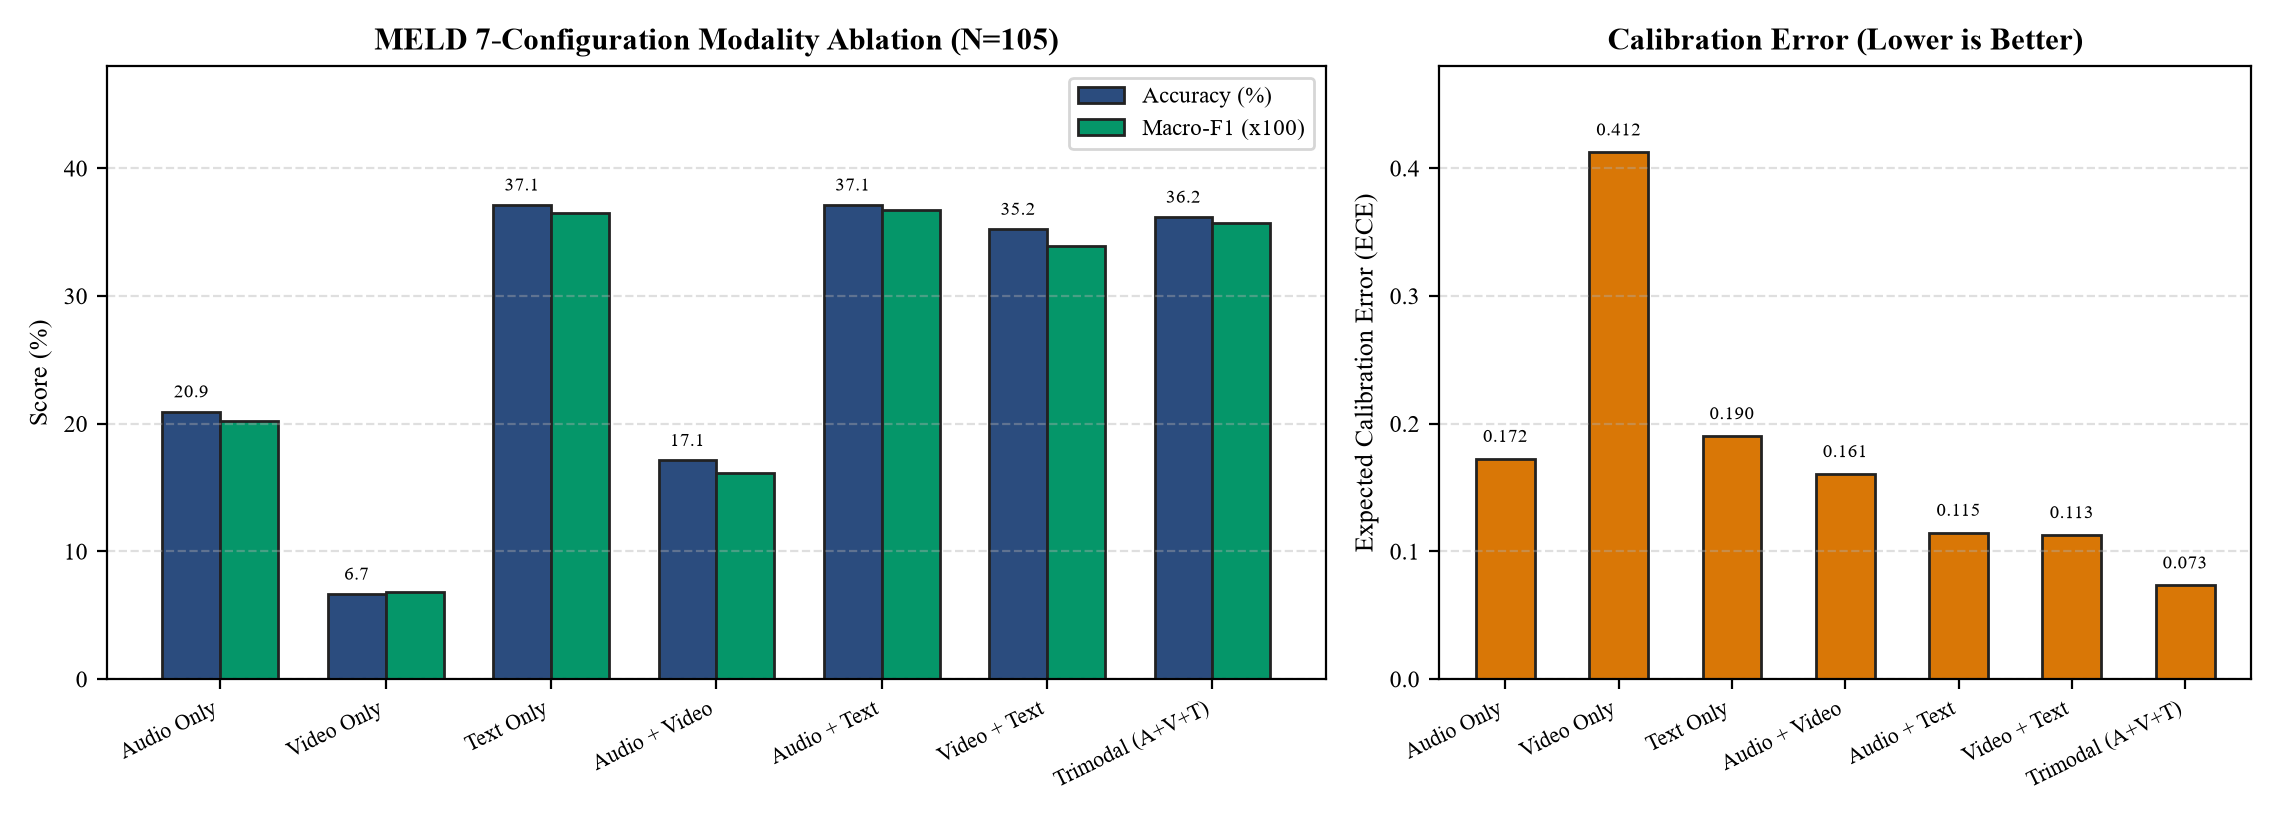 MELD 7-Configuration Modality Ablation (N=105)
Accuracy (%)
Macro-F1 (x100)
Score (%)
40
30
20
10
0
20.9
6.7
37.1
17.1
37.1
35.2
36.2
Audio Only
Video Only
Text Only
Audio + Video
Audio + Text
Video + Text
Trimodal (A+V+T)
Calibration Error (Lower is Better)
Expected Calibration Error (ECE)
0.4
0.3
0.2
0.1
0.0
0.172
0.412
0.190
0.161
0.115
0.113
0.073
Audio Only
Video Only
Text Only
Audio + Video
Audio + Text
Video + Text
Trimodal (A+V+T)